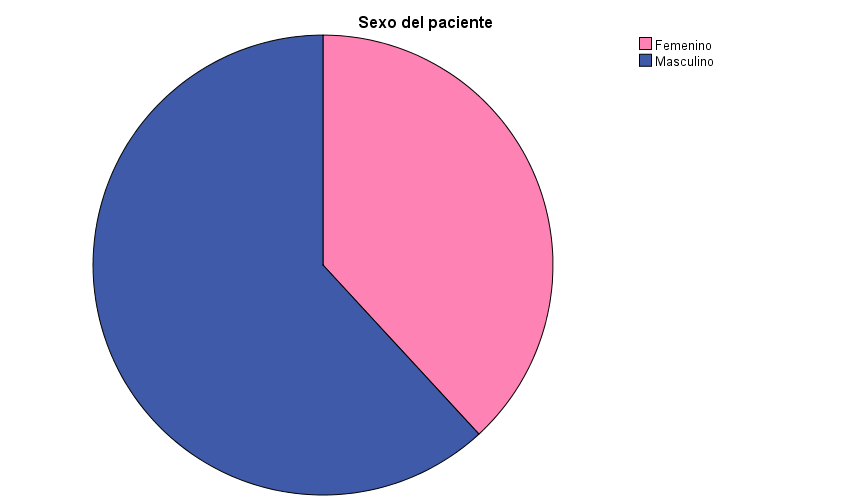 Sexo del paciente
Femenino
Masculino